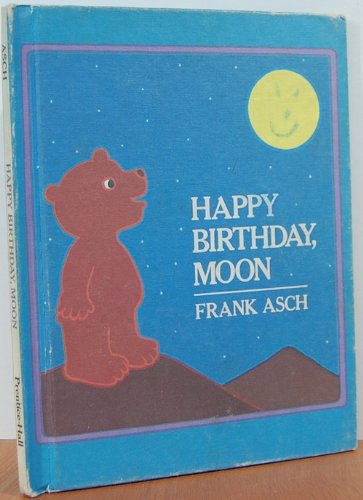 ASCH
HAPPY BIRTHDAY, MOON
Prentice-Hall
HAPPY
BIRTHDAY,
MOON
FRANK ASCH